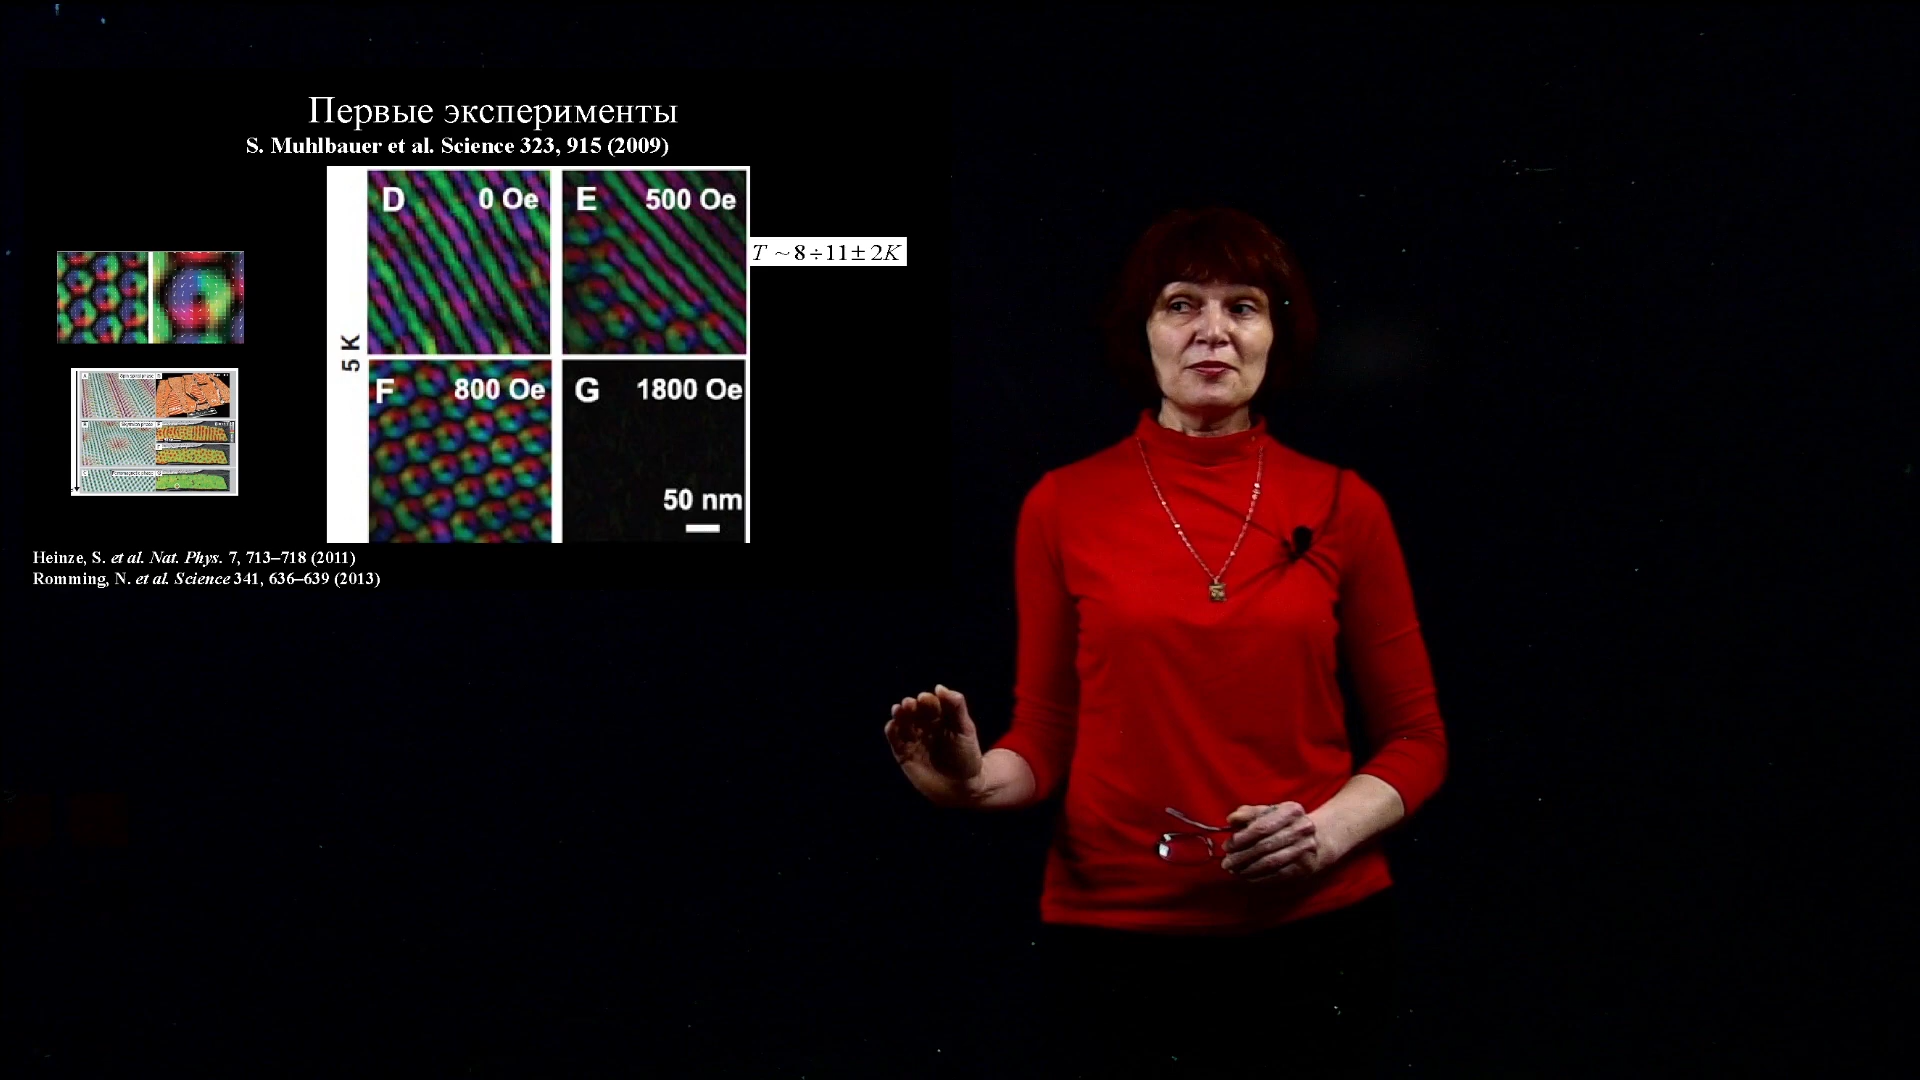 Первые эксперименты
S. Muhlbauer et al. Science 323, 915 (2009)
D 0 Oe
E 500 Oe
T ~ 8 ÷ 11 ± 2K
5 K
F 800 Oe
G 1800 Oe
50 nm
Heinze, S. et al. Nat. Phys. 7, 713–718 (2011)
Romming, N. et al. Science 341, 636–639 (2013)